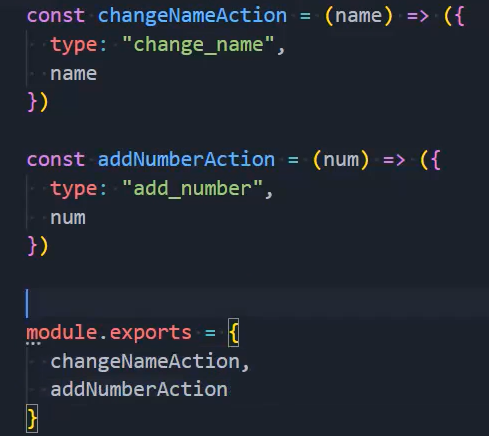 const changeNameAction = (name) => ({
  type: "change_name",
  name
})
const addNumberAction = (num) => ({
  type: "add_number",
  num
})
module.exports = {
  changeNameAction,
  addNumberAction
}